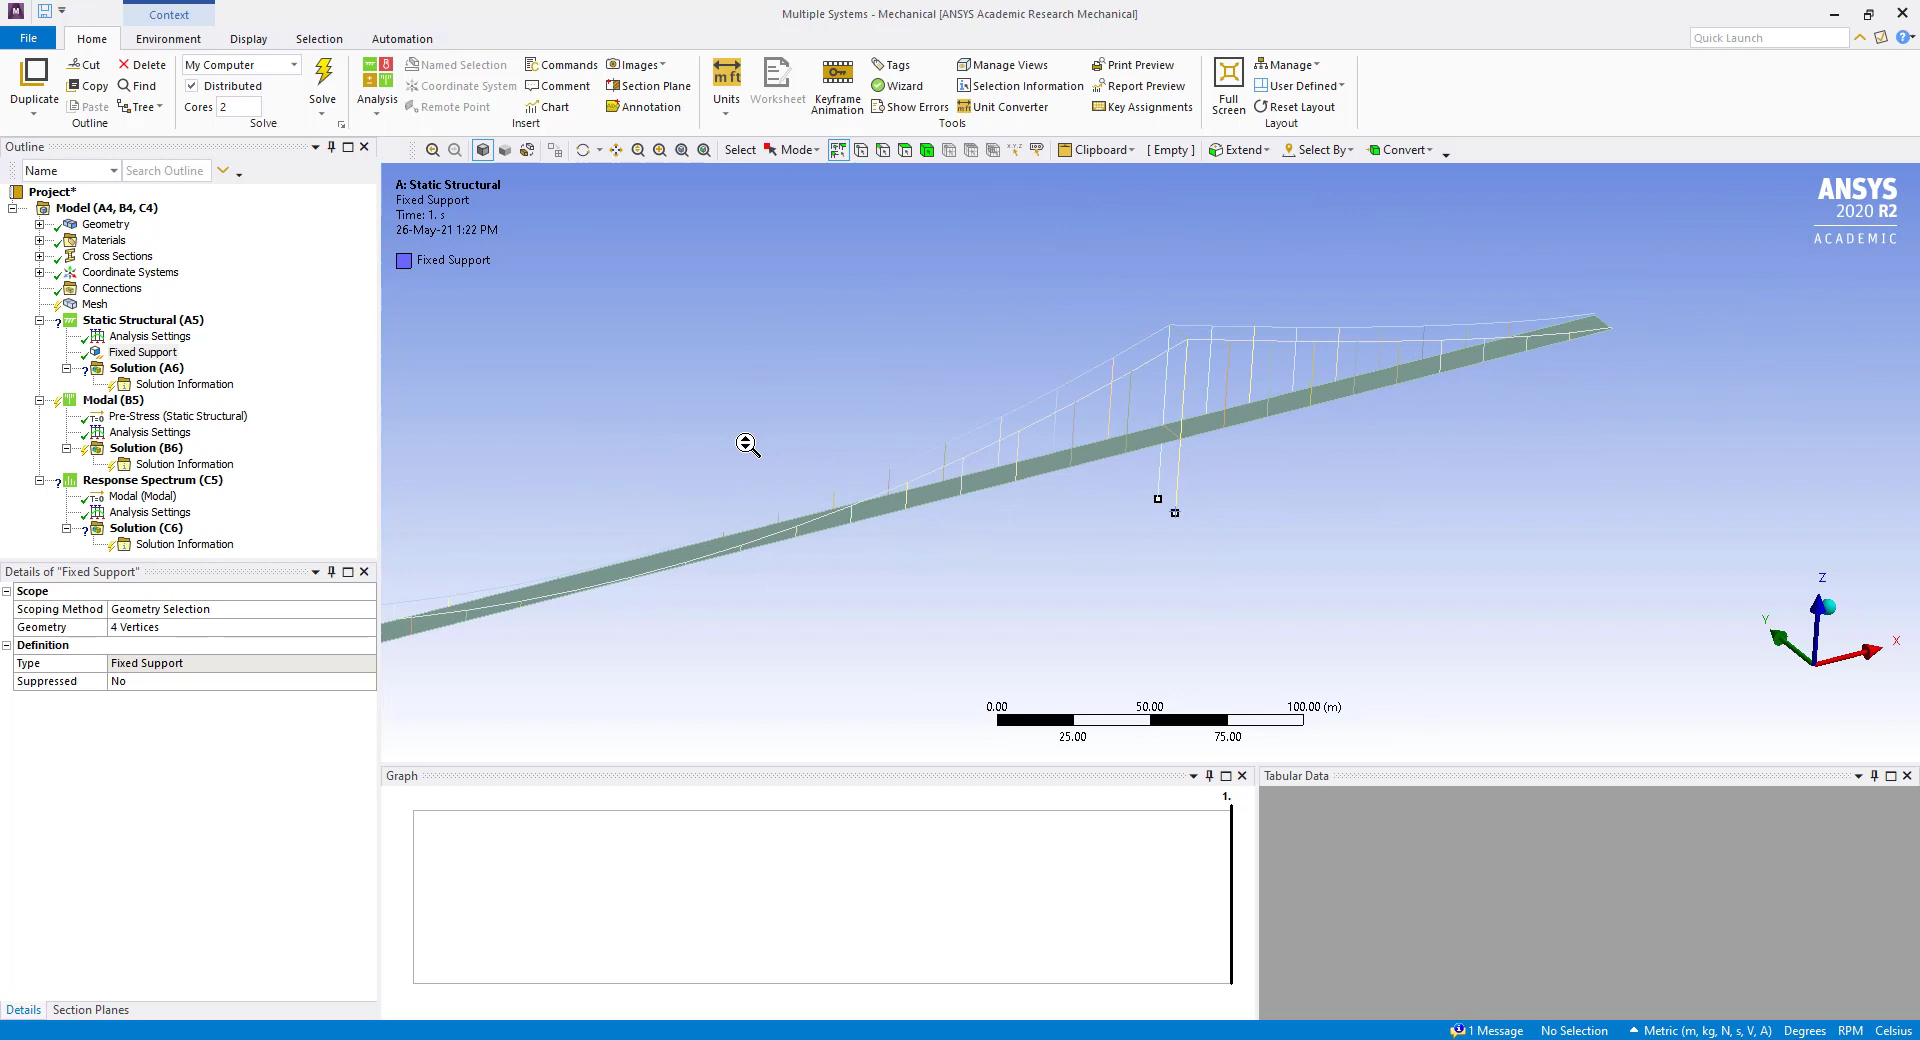 Context
Multiple Systems - Mechanical [ANSYS Academic Research Mechanical]
File
Home
Environment
Display
Selection
Automation
Quick Launch
Duplicate
Cut
Delete
Copy
Find
Paste
Tree
Outline
My Computer
Distributed
Cores 2
Solve
Solve
Analysis
Named Selection
Coordinate System
Remote Point
Commands
Comment
Chart
Images
Section Plane
Annotation
Insert
mft
Units
Worksheet
Keyframe
Animation
Tags
Wizard
Show Errors
Manage Views
Selection Information
Unit Converter
Print Preview
Report Preview
Key Assignments
Tools
Full
Screen
Manage
User Defined
Reset Layout
Layout
Outline
Name
Search Outline
Select
Mode
Clipboard
[ Empty ]
Extend
Select By
Convert
Project*
Model (A4, B4, C4)
Geometry
Materials
Cross Sections
Coordinate Systems
Connections
Mesh
Static Structural (A5)
Analysis Settings
Fixed Support
Solution (A6)
Solution Information
Modal (B5)
Pre-Stress (Static Structural)
Analysis Settings
Solution (B6)
Solution Information
Response Spectrum (C5)
Modal (Modal)
Analysis Settings
Solution (C6)
Solution Information
A: Static Structural
Fixed Support
Time: 1. s
26-May-21 1:22 PM
Fixed Support
ANSYS
2020 R2
ACADEMIC
Z
Y
X
0.00 50.00 100.00 (m)
25.00 75.00
Details of "Fixed Support"
Scope
Scoping Method Geometry Selection
Geometry 4 Vertices
Definition
Type Fixed Support
Suppressed No
Graph
1.
Tabular Data
Details
Section Planes
1 Message
No Selection
Metric (m, kg, N, s, V, A)
Degrees
RPM
Celsius